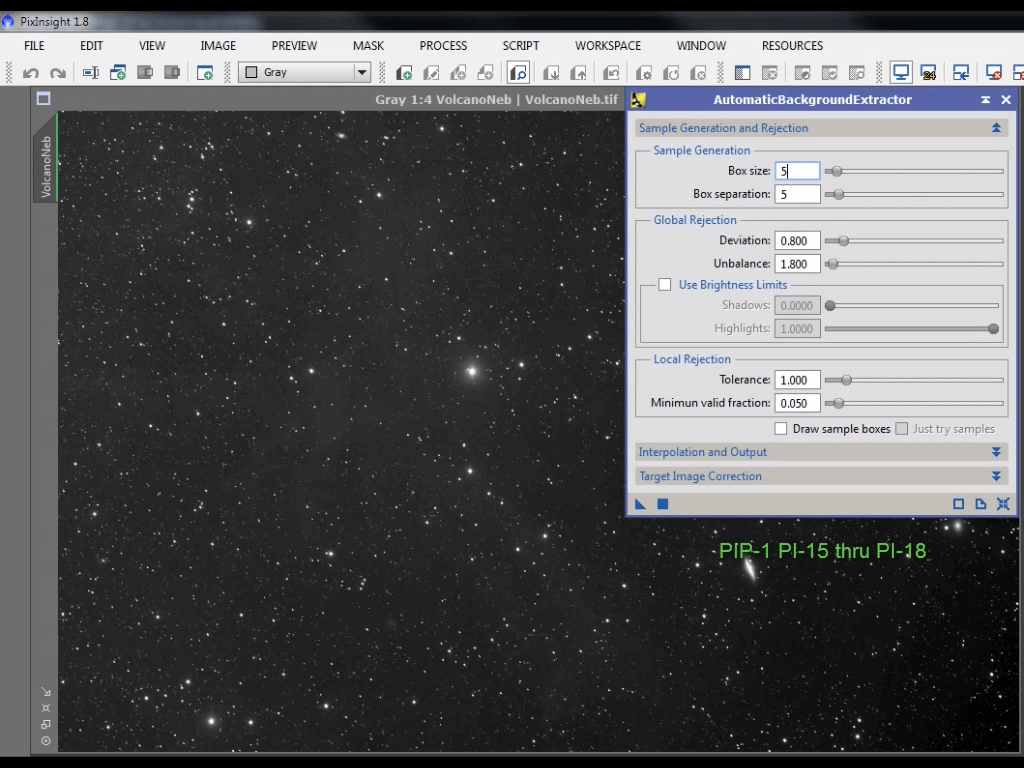 PixInsight 1.8
FILE EDIT VIEW IMAGE PREVIEW MASK PROCESS SCRIPT WORKSPACE WINDOW RESOURCES
Gray
24
Gray 1:4 VolcanoNeb | VolcanoNeb.tif
VolcanoNeb
AutomaticBackgroundExtractor
Sample Generation and Rejection
Sample Generation
Box size: 5
Box separation: 5
Global Rejection
Deviation: 0.800
Unbalance: 1.800
Use Brightness Limits
Shadows: 0.0000
Highlights: 1.0000
Local Rejection
Tolerance: 1.000
Minimun valid fraction: 0.050
Draw sample boxes Just try samples
Interpolation and Output
Target Image Correction
PIP-1 PI-15 thru PI-18